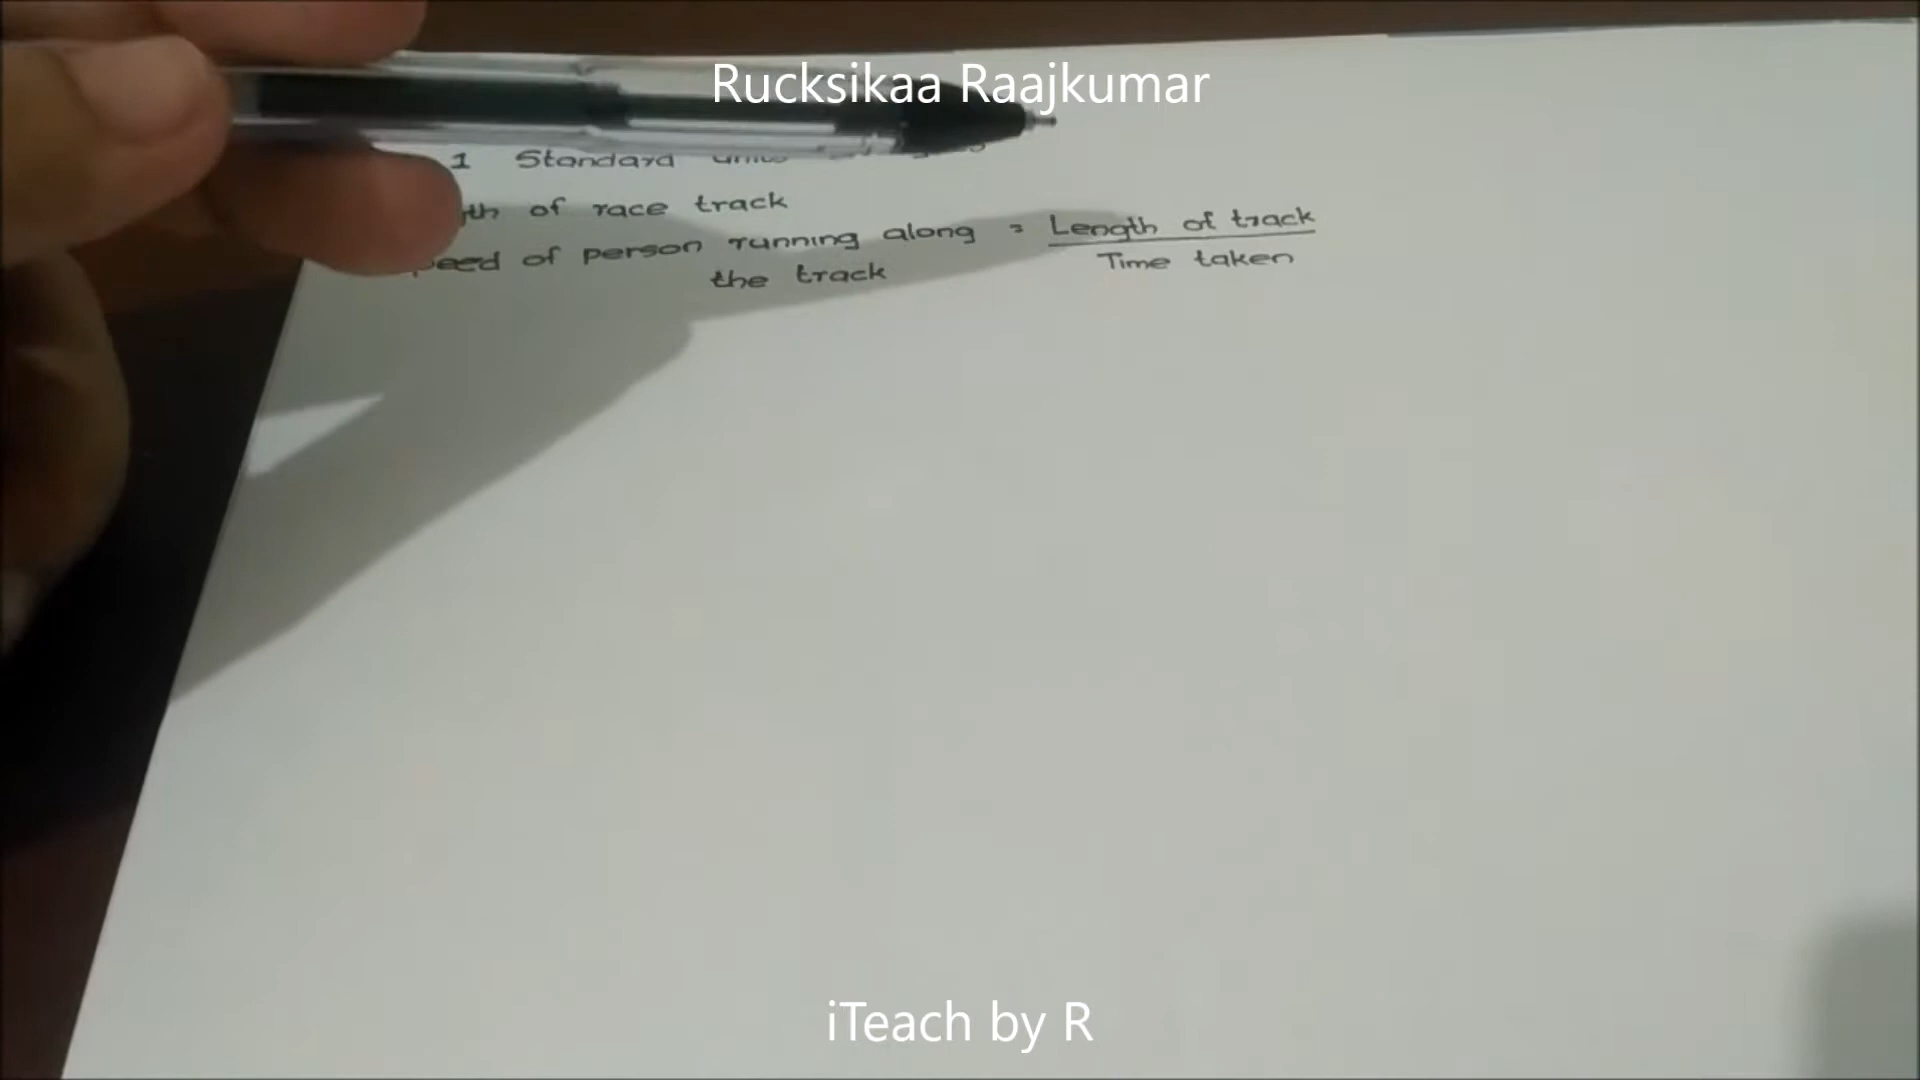 Rucksikaa Raajkumar
1 Standard units
of race track
of person running along = Length of track
the track Time taken
iTeach by R